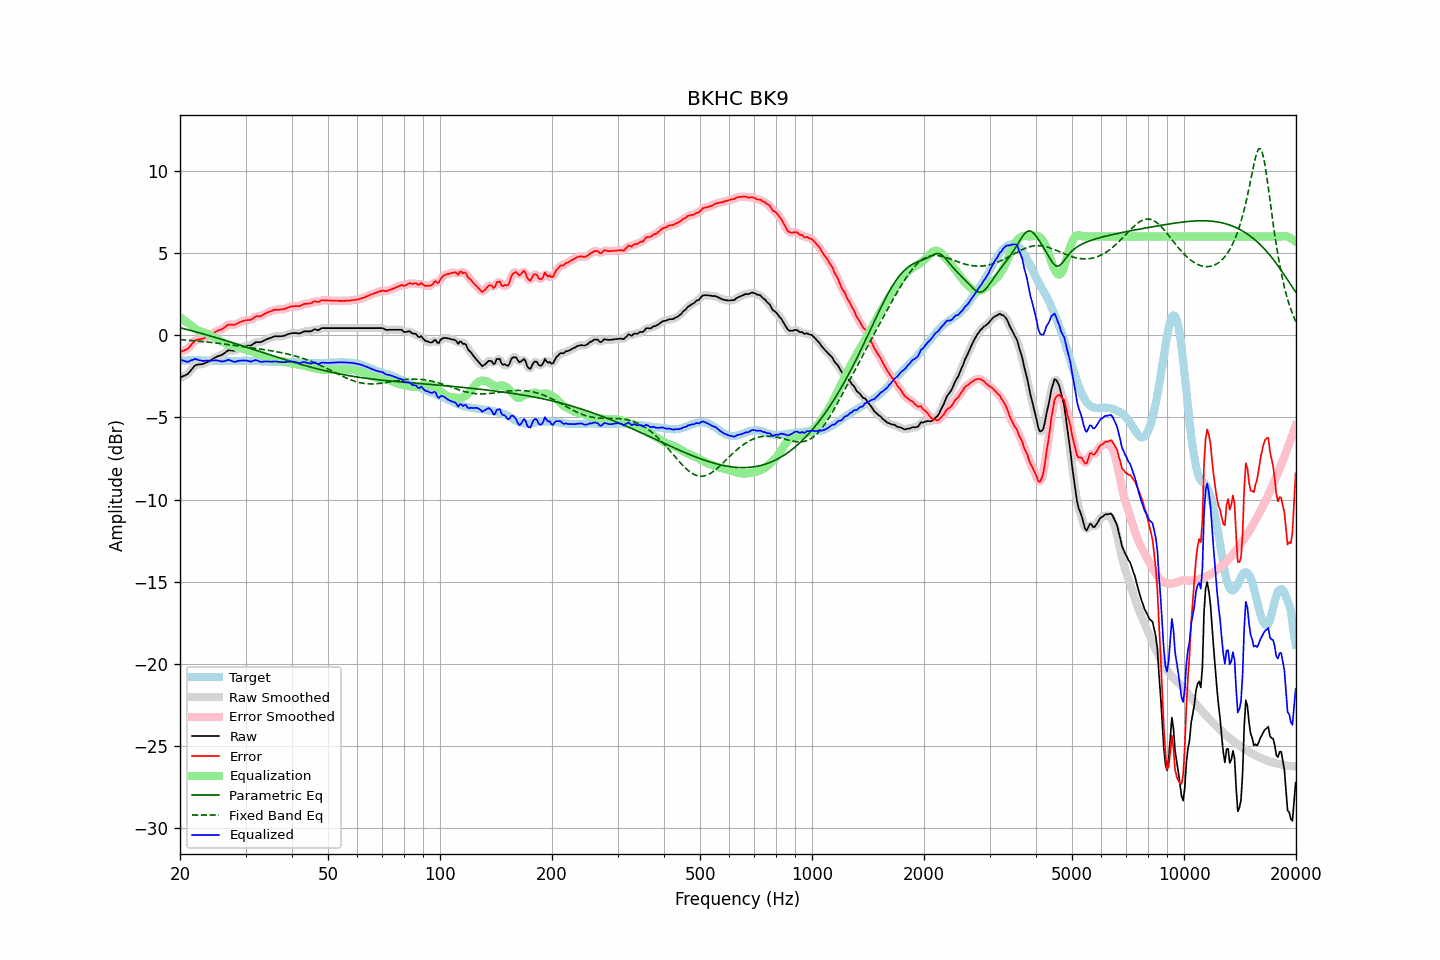 BKHC BK9
Amplitude (dBr)
10
5
0
−5
−10
−15
−20
−25
−30
Target
Raw Smoothed
Error Smoothed
Raw
Error
Equalization
Parametric Eq
Fixed Band Eq
Equalized
20 50 100 200 500 1000 2000 5000 10000 20000
Frequency (Hz)